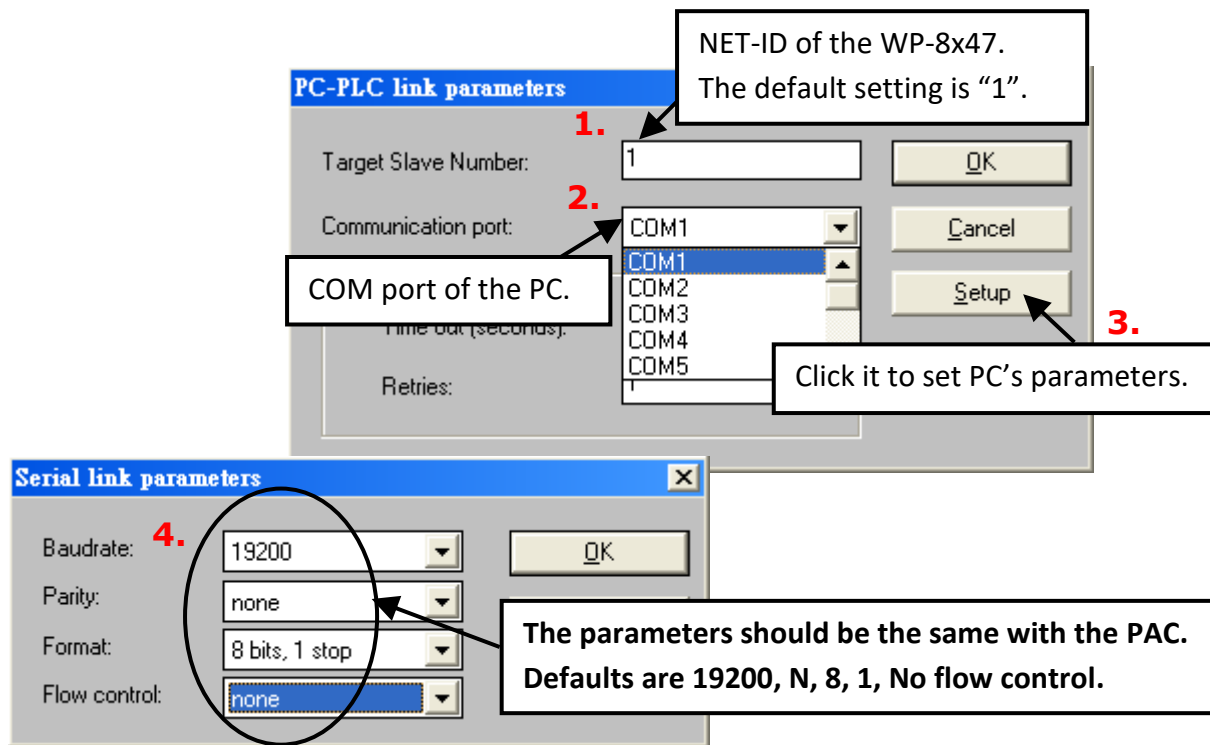 NET-ID of the WP-8x47.
The default setting is “1”.
PC-PLC link parameters
1.
Target Slave Number:
1
OK
2.
Communication port:
COM1
Cancel
COM1
COM2
COM3
COM4
COM5
COM port of the PC.
Setup
3.
Time out (seconds):
Click it to set PC’s parameters.
Retries:
Serial link parameters
4.
Baudrate:
19200
OK
Parity:
none
Format:
8 bits, 1 stop
Flow control:
none
The parameters should be the same with the PAC.
Defaults are 19200, N, 8, 1, No flow control.